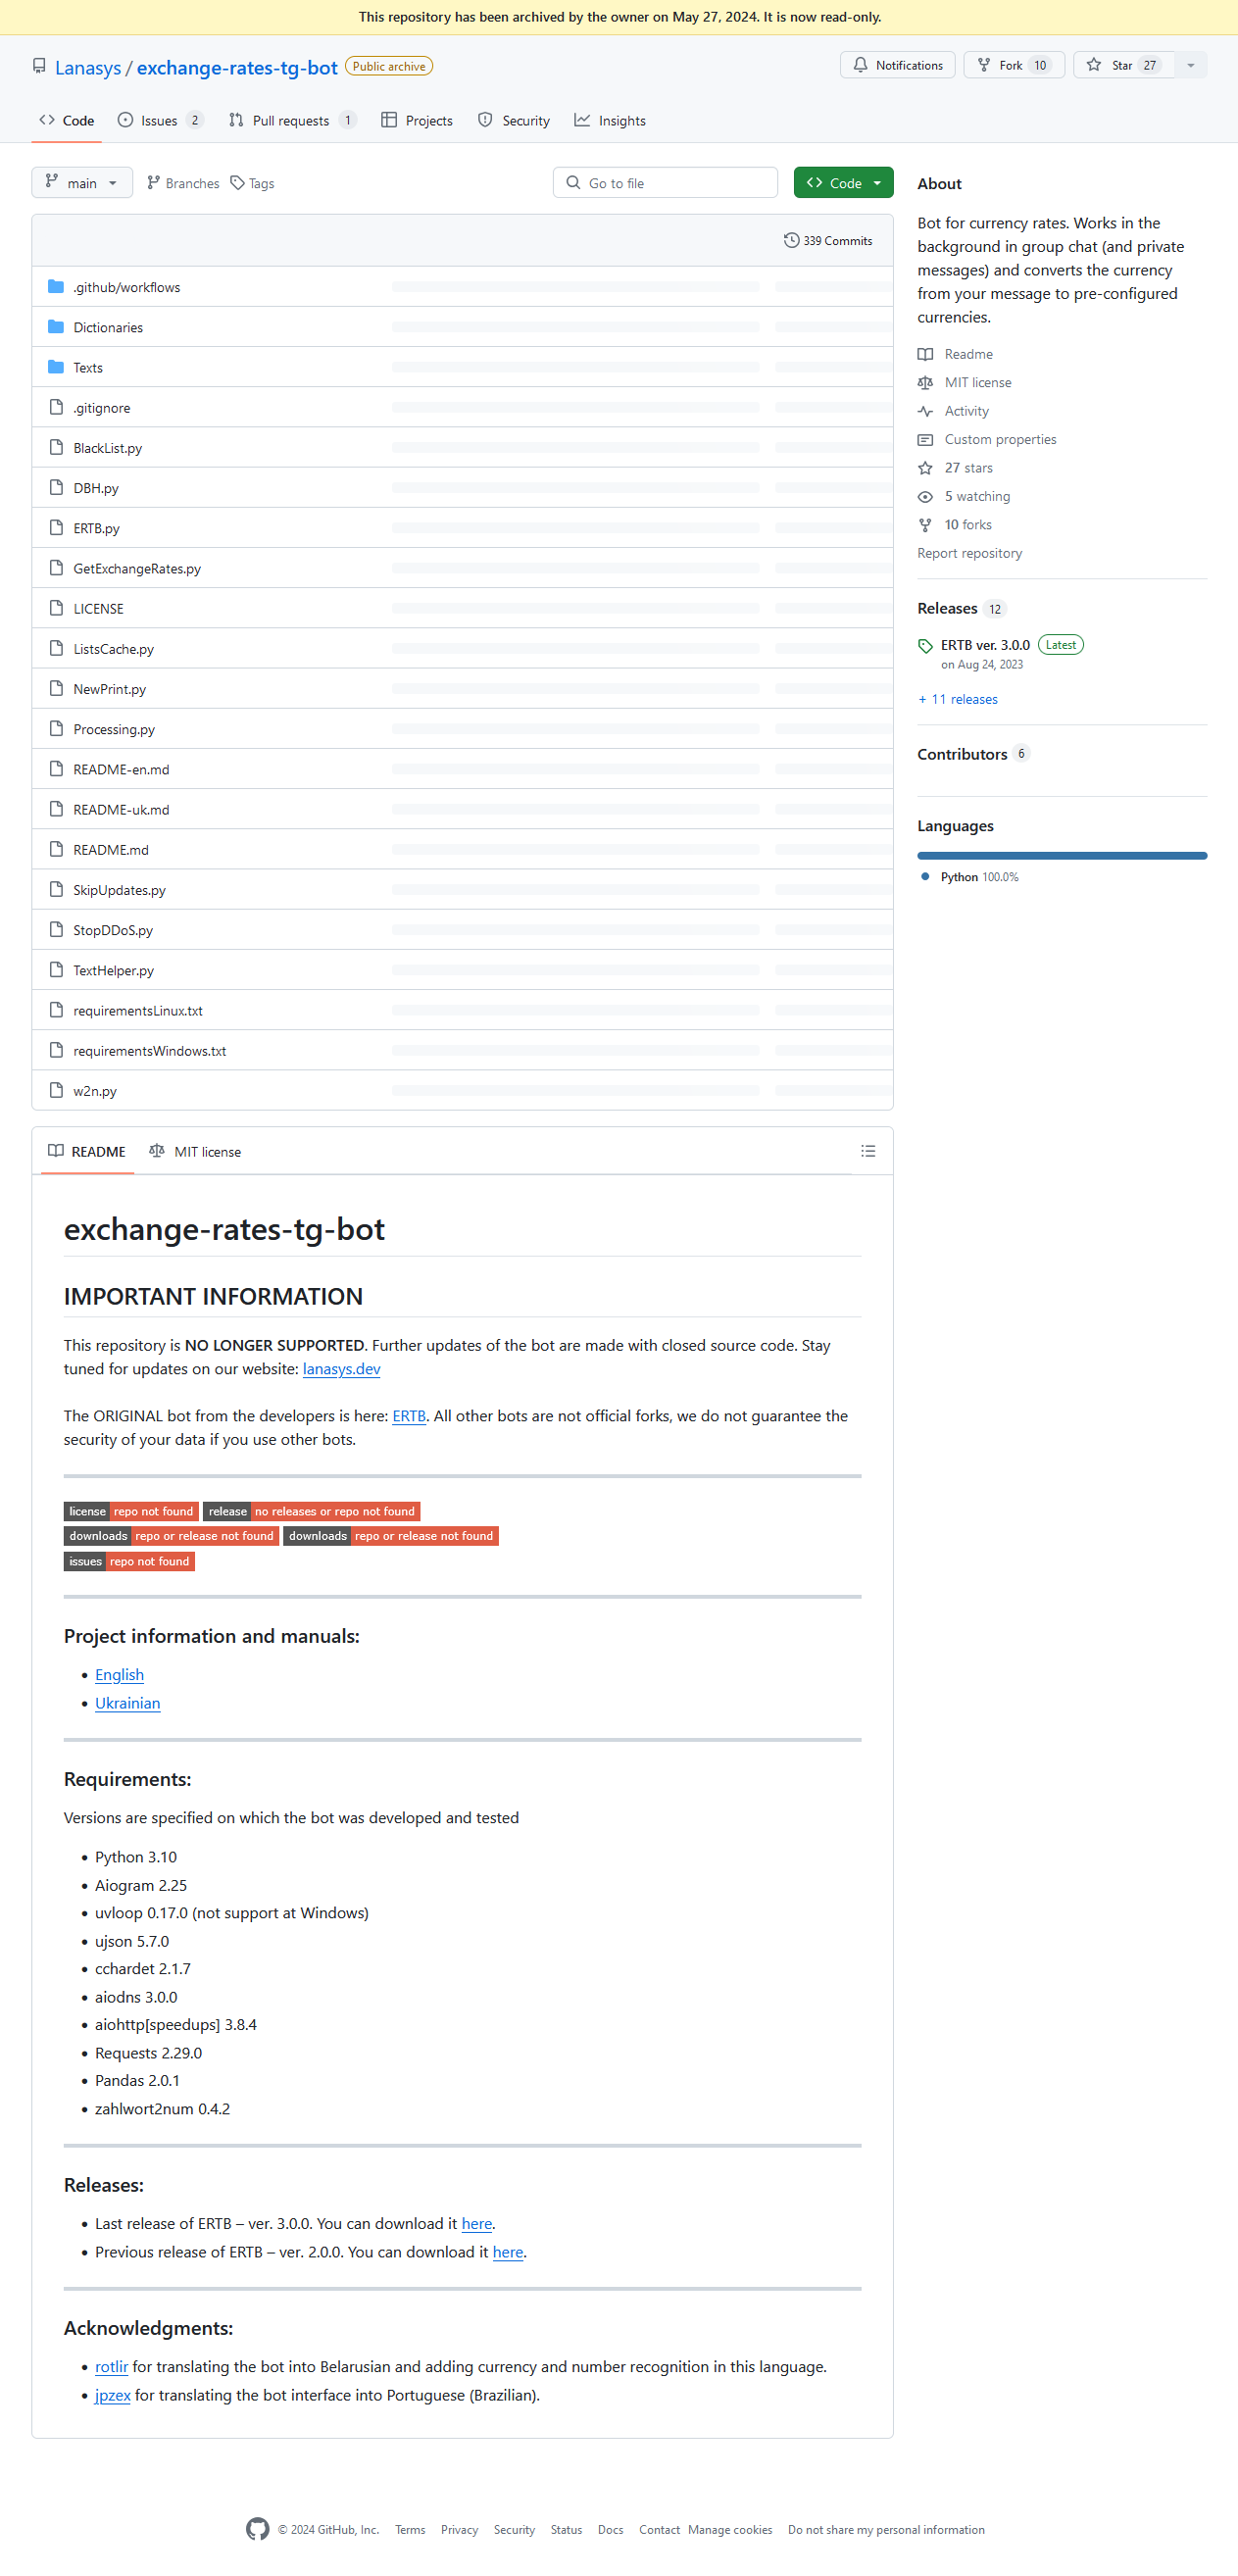 This repository has been archived by the owner on May 27, 2024. It is now read-only.
Lanasys / exchange-rates-tg-bot Public archive
Notifications Fork 10 Star 27
Code Issues 2 Pull requests 1 Projects Security Insights
main Branches Tags Go to file Code
339 Commits
.github/workflows
Dictionaries
Texts
.gitignore
BlackList.py
DBH.py
ERTB.py
GetExchangeRates.py
LICENSE
ListsCache.py
NewPrint.py
Processing.py
README-en.md
README-uk.md
README.md
SkipUpdates.py
StopDDoS.py
TextHelper.py
requirementsLinux.txt
requirementsWindows.txt
w2n.py
About
Bot for currency rates. Works in the
background in group chat (and private
messages) and converts the currency
from your message to pre-configured
currencies.
Readme
MIT license
Activity
Custom properties
27 stars
5 watching
10 forks
Report repository
Releases 12
ERTB ver. 3.0.0 Latest
on Aug 24, 2023
+ 11 releases
Contributors 6
Languages
Python 100.0%
README MIT license
exchange-rates-tg-bot
IMPORTANT INFORMATION
This repository is NO LONGER SUPPORTED. Further updates of the bot are made with closed source code. Stay
tuned for updates on our website: lanasys.dev
The ORIGINAL bot from the developers is here: ERTB. All other bots are not official forks, we do not guarantee the
security of your data if you use other bots.
license repo not found release no releases or repo not found
downloads repo or release not found downloads repo or release not found
issues repo not found
Project information and manuals:
• English
• Ukrainian
Requirements:
Versions are specified on which the bot was developed and tested
• Python 3.10
• Aiogram 2.25
• uvloop 0.17.0 (not support at Windows)
• ujson 5.7.0
• cchardet 2.1.7
• aiodns 3.0.0
• aiohttp[speedups] 3.8.4
• Requests 2.29.0
• Pandas 2.0.1
• zahlwort2num 0.4.2
Releases:
• Last release of ERTB – ver. 3.0.0. You can download it here.
• Previous release of ERTB – ver. 2.0.0. You can download it here.
Acknowledgments:
• rotlir for translating the bot into Belarusian and adding currency and number recognition in this language.
• jpzex for translating the bot interface into Portuguese (Brazilian).
© 2024 GitHub, Inc. Terms Privacy Security Status Docs Contact Manage cookies Do not share my personal information